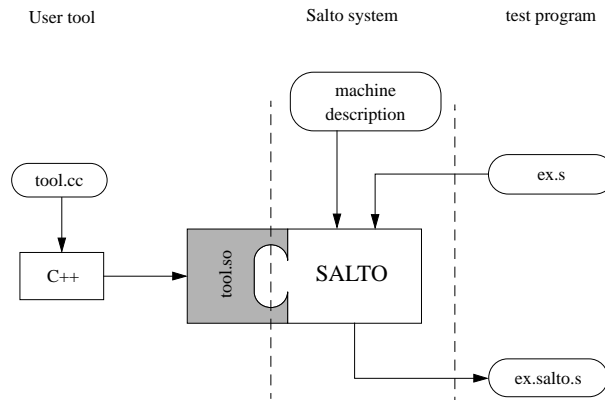 User tool
Salto system
test program
machine
description
tool.cc
ex.s
C++
tool.so
SALTO
ex.salto.s